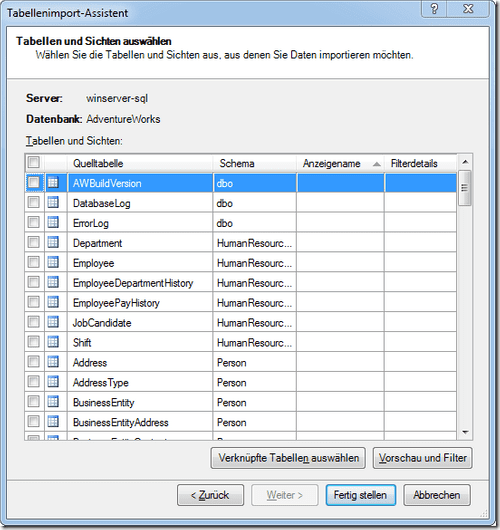 Tabellenimport-Assistent
Tabellen und Sichten auswählen
Wählen Sie die Tabellen und Sichten aus, aus denen Sie Daten importieren möchten.
Server: winserver-sql
Datenbank: AdventureWorks
Tabellen und Sichten:
Quelltabelle Schema Anzeigename Filterdetails
AWBuildVersion dbo
DatabaseLog dbo
ErrorLog dbo
Department HumanResourc...
Employee HumanResourc...
EmployeeDepartmentHistory HumanResourc...
EmployeePayHistory HumanResourc...
JobCandidate HumanResourc...
Shift HumanResourc...
Address Person
AddressType Person
BusinessEntity Person
BusinessEntityAddress Person
Verknüpfte Tabellen auswählen Vorschau und Filter
< Zurück Weiter > Fertig stellen Abbrechen